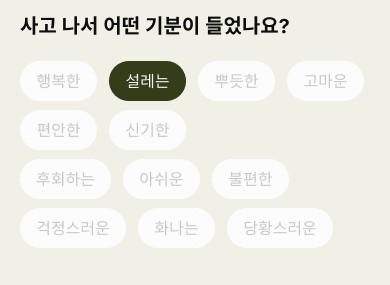 사고 나서 어떤 기분이 들었나요?
행복한 설레는 뿌듯한 고마운
편안한 신기한
후회하는 아쉬운 불편한
걱정스러운 화나는 당황스러운